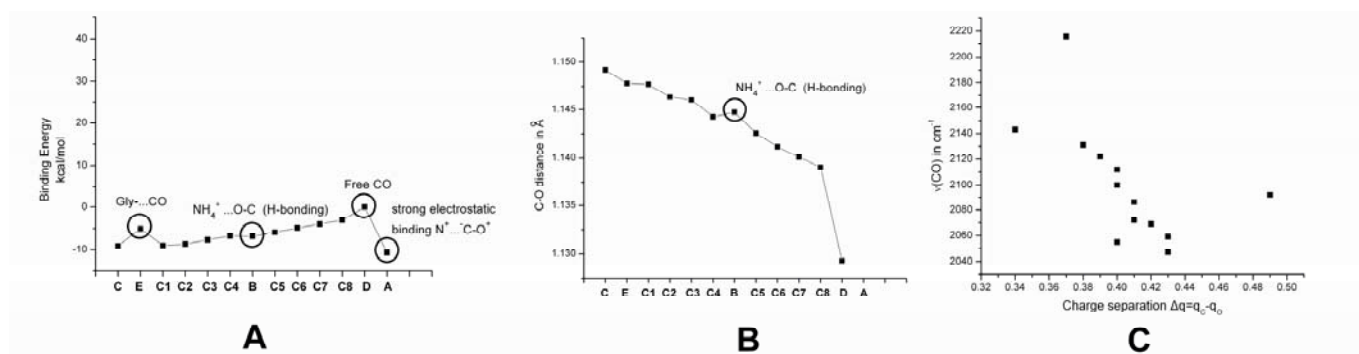 40
30
20
10
0
-10
Binding Energy
kcal/mol
Gly-...CO
NH4+ ...O-C (H-bonding)
Free CO
strong electrostatic
binding N+...-C-O+
C E C1 C2 C3 C4 B C5 C6 C7 C8 D A
A
1.150
1.145
1.140
1.135
1.130
C-O distance in Å
NH4+...O-C (H-bonding)
C E C1 C2 C3 C4 B C5 C6 C7 C8 D A
B
2220
2200
2180
2160
2140
2120
2100
2080
2060
2040
ν(CO) in cm-1
0.32 0.34 0.36 0.38 0.40 0.42 0.44 0.46 0.48 0.50
Charge separation Δq=qC-qO
C